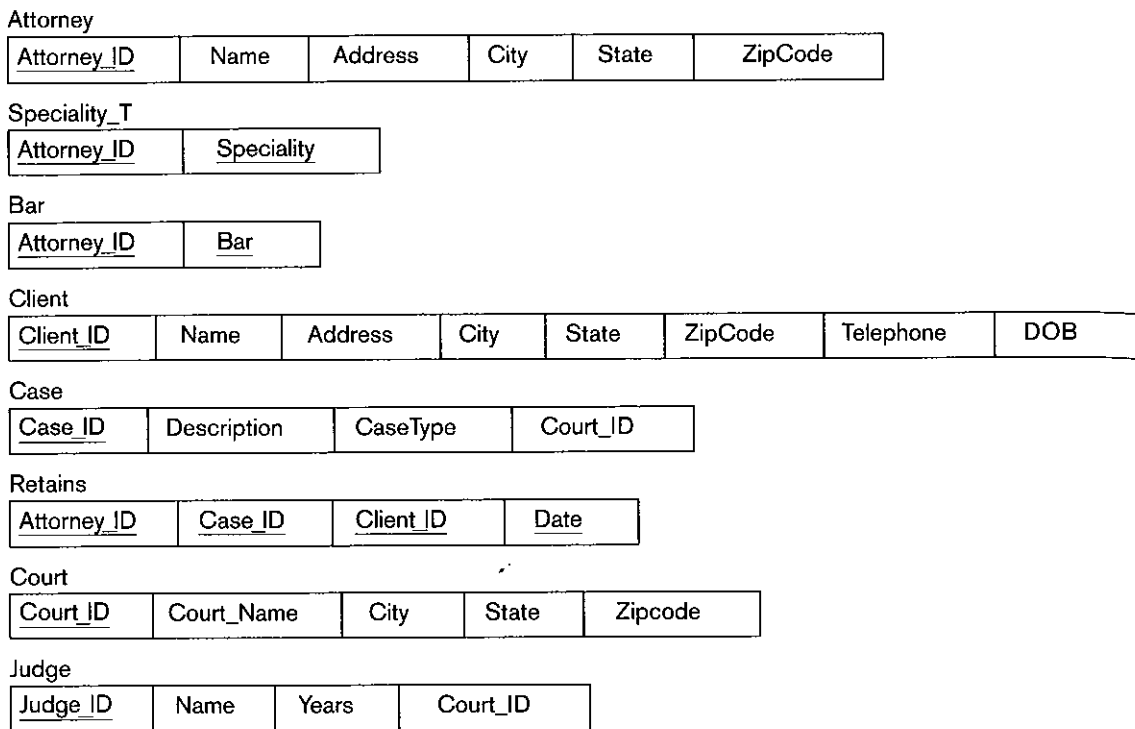 Attorney
Attorney_ID Name Address City State ZipCode
Speciality_T
Attorney_ID Speciality
Bar
Attorney_ID Bar
Client
Client_ID Name Address City State ZipCode Telephone DOB
Case
Case_ID Description CaseType Court_ID
Retains
Attorney_ID Case_ID Client_ID Date
Court
Court_ID Court_Name City State Zipcode
Judge
Judge_ID Name Years Court_ID